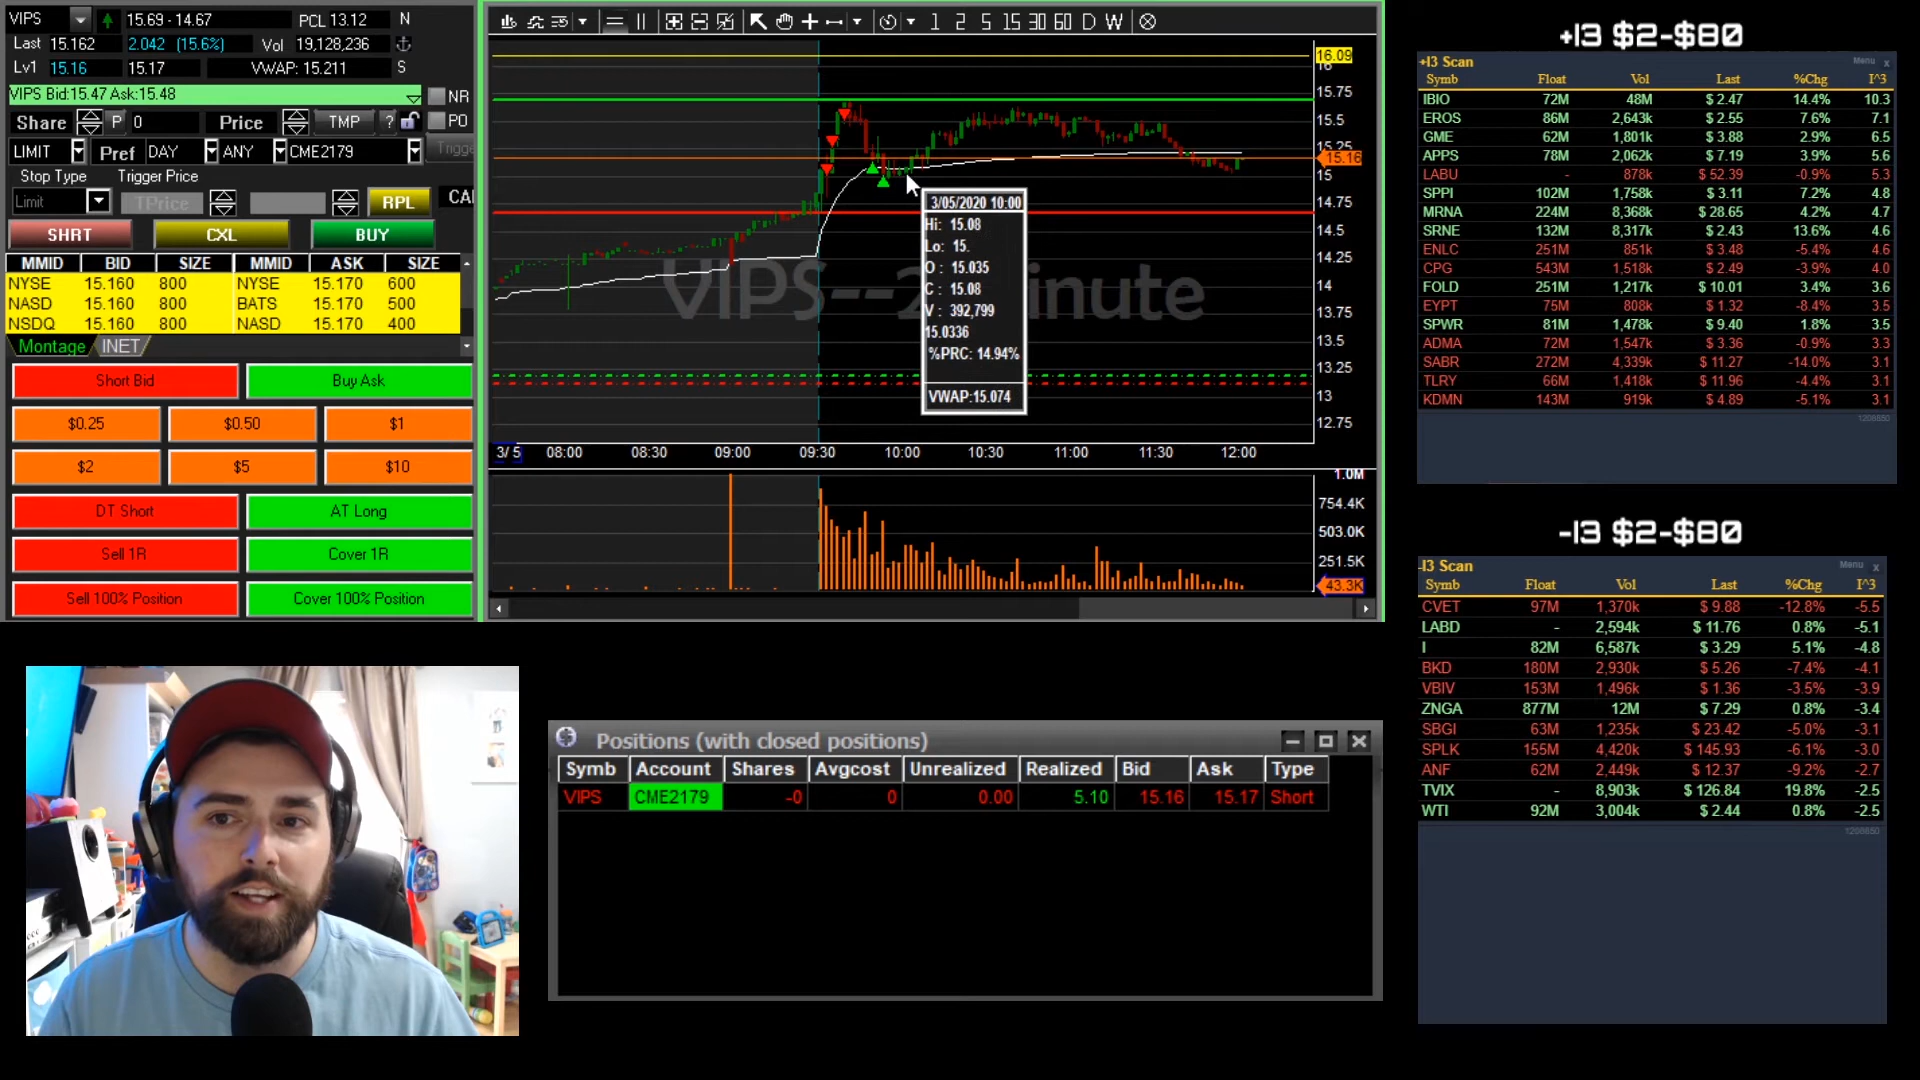 VIPS 15.69 - 14.67 PCL 13.12 N
Last 15.162 2.042 (15.6%) Vol 19,128,236
Lv1 15.16 15.17 VWAP: 15.211 S
VIPS Bid:15.47 Ask:15.48 NR
Share P 0 Price TMP ? PO
LIMIT Pref DAY ANY CME2179 Trigge
Stop Type Trigger Price
Limit TPrice RPL CAI
SHRT CXL BUY
MMID BID SIZE MMID ASK SIZE
NYSE 15.160 800 NYSE 15.170 600
NASD 15.160 800 BATS 15.170 500
NSDQ 15.160 800 NASD 15.170 400
Montage INET
Short Bid Buy Ask
$0.25 $0.50 $1
$2 $5 $10
DT Short AT Long
Sell 1R Cover 1R
Sell 100% Position Cover 100% Position
1 2 5 15 30 60 D W
16.09
16
15.75
15.5
15.25
15.16
15
14.75
14.5
14.25
14
13.75
13.5
13.25
13
12.75
VIPS--2 Minute
3/05/2020 10:00
Hi: 15.08
Lo: 15.
O : 15.035
C : 15.08
V : 392,799
15.0336
%PRC: 14.94%
VWAP:15.074
3/ 5 08:00 08:30 09:00 09:30 10:00 10:30 11:00 11:30 12:00
1.0M
754.4K
503.0K
251.5K
43.3K
Positions (with closed positions)
Symb Account Shares Avgcost Unrealized Realized Bid Ask Type
VIPS CME2179 -0 0 0.00 5.10 15.16 15.17 Short
+I3 $2-$80
+I3 Scan Menu x
Symb Float Vol Last %Chg I^3
IBIO 72M 48M $ 2.47 14.4% 10.3
EROS 86M 2,643k $ 2.55 7.6% 7.1
GME 62M 1,801k $ 3.88 2.9% 6.5
APPS 78M 2,062k $ 7.19 3.9% 5.6
LABU - 878k $ 52.39 -0.9% 5.3
SPPI 102M 1,758k $ 3.11 7.2% 4.8
MRNA 224M 8,368k $ 28.65 4.2% 4.7
SRNE 132M 8,317k $ 2.43 13.6% 4.6
ENLC 251M 851k $ 3.48 -5.4% 4.6
CPG 543M 1,518k $ 2.49 -3.9% 4.0
FOLD 251M 1,217k $ 10.01 3.4% 3.6
EYPT 75M 808k $ 1.32 -8.4% 3.5
SPWR 81M 1,478k $ 9.40 1.8% 3.5
ADMA 72M 1,547k $ 3.36 -0.9% 3.3
SABR 272M 4,339k $ 11.27 -14.0% 3.1
TLRY 66M 1,418k $ 11.96 -4.4% 3.1
KDMN 143M 919k $ 4.89 -5.1% 3.1
-I3 $2-$80
-I3 Scan Menu x
Symb Float Vol Last %Chg I^3
CVET 97M 1,370k $ 9.88 -12.8% -5.5
LABD - 2,594k $ 11.76 0.8% -5.1
I 82M 6,587k $ 3.29 5.1% -4.8
BKD 180M 2,930k $ 5.26 -7.4% -4.1
VBIV 153M 1,496k $ 1.36 -3.5% -3.9
ZNGA 877M 12M $ 7.29 0.8% -3.4
SBGI 63M 1,235k $ 23.42 -5.0% -3.1
SPLK 155M 4,420k $ 145.93 -6.1% -3.0
ANF 62M 2,449k $ 12.37 -9.2% -2.7
TVIX - 8,903k $ 126.84 19.8% -2.5
WTI 92M 3,004k $ 2.44 0.8% -2.5